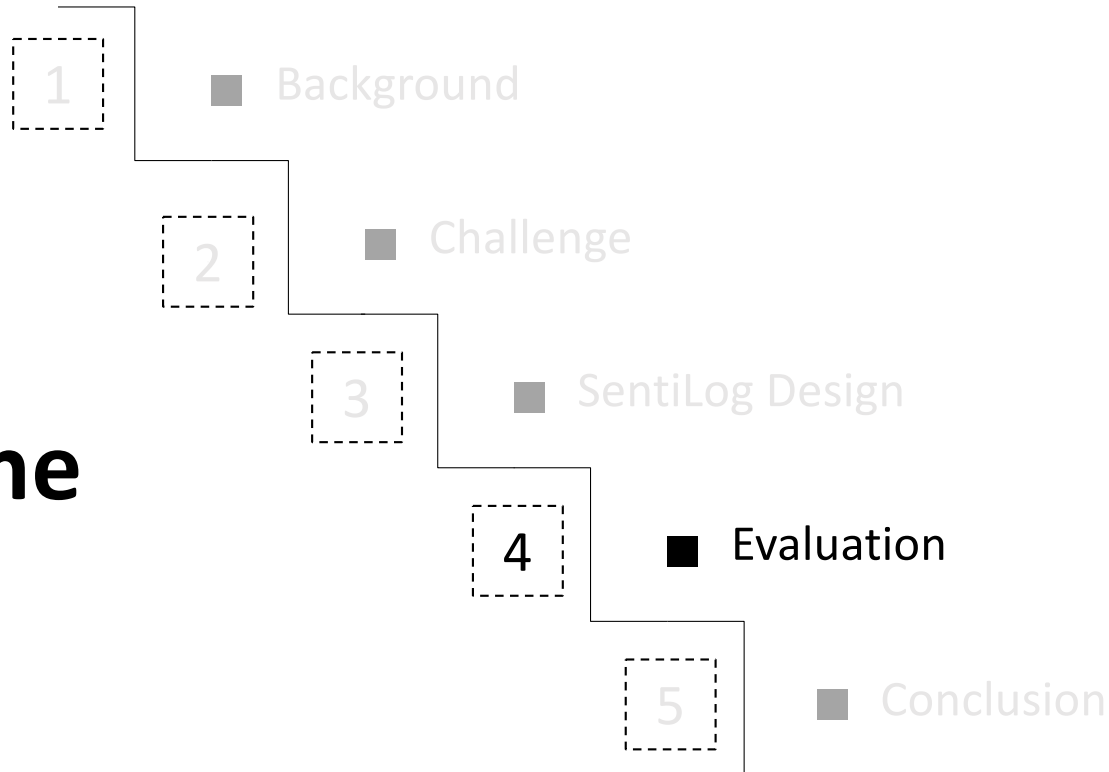 1
Background
2
Challenge
3
SentiLog Design
ne
4
Evaluation
5
Conclusion